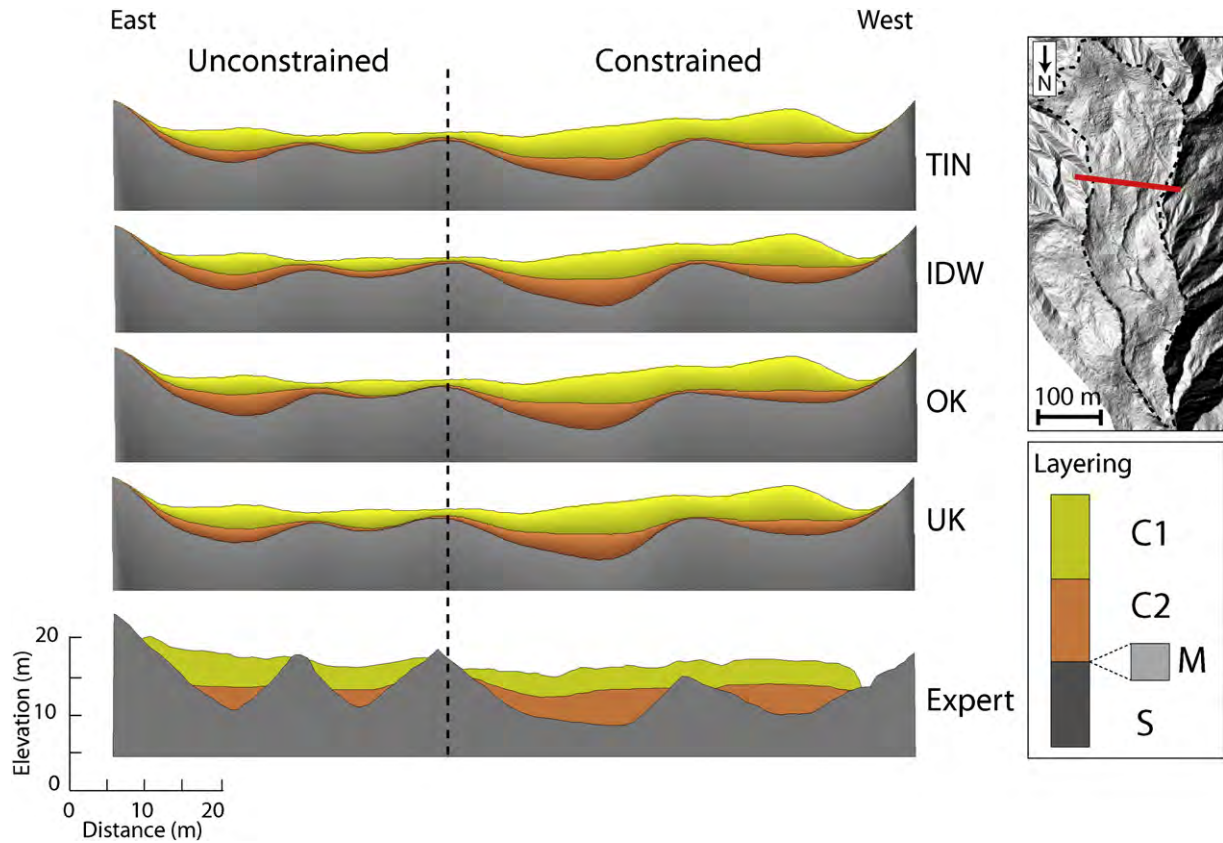 East
West
Unconstrained
Constrained
TIN
IDW
OK
UK
Expert
20
10
0
Elevation (m)
0 10 20
Distance (m)
N
100 m
Layering
C1
C2
M
S